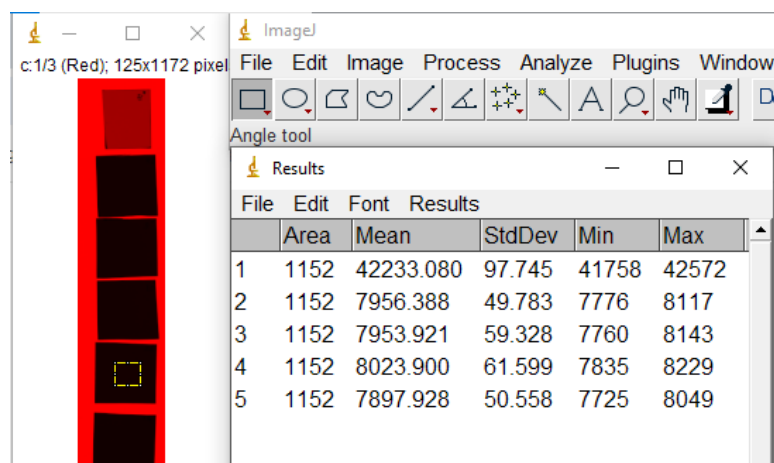 c:1/3 (Red); 125x1172 pixel
ImageJ
File Edit Image Process Analyze Plugins Window
A
Angle tool
Results
File Edit Font Results
Area Mean StdDev Min Max
1 1152 42233.080 97.745 41758 42572
2 1152 7956.388 49.783 7776 8117
3 1152 7953.921 59.328 7760 8143
4 1152 8023.900 61.599 7835 8229
5 1152 7897.928 50.558 7725 8049